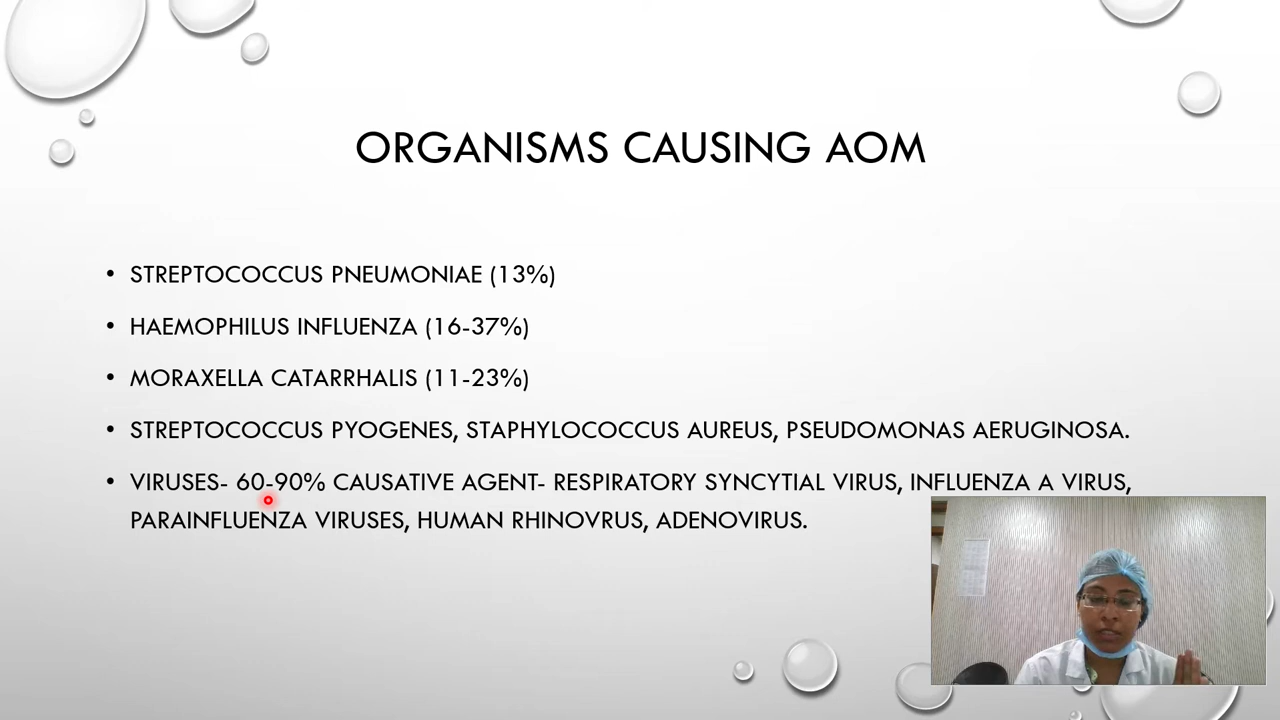 ORGANISMS CAUSING AOM
• STREPTOCOCCUS PNEUMONIAE (13%)
• HAEMOPHILUS INFLUENZA (16-37%)
• MORAXELLA CATARRHALIS (11-23%)
• STREPTOCOCCUS PYOGENES, STAPHYLOCOCCUS AUREUS, PSEUDOMONAS AERUGINOSA.
• VIRUSES- 60-90% CAUSATIVE AGENT- RESPIRATORY SYNCYTIAL VIRUS, INFLUENZA A VIRUS,
PARAINFLUENZA VIRUSES, HUMAN RHINOVRUS, ADENOVIRUS.